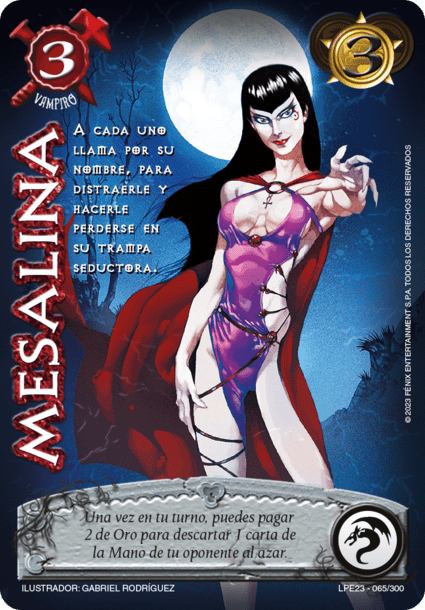 3
3
VAMPIRO
MESALINA
A CADA UNO
LLAMA POR SU
NOMBRE, PARA
DISTRAERLE Y
HACERLE
PERDERSE EN
SU TRAMPA
SEDUCTORA.
© 2023 FÉNIX ENTERTAINMENT S.P.A. TODOS LOS DERECHOS RESERVADOS
Una vez en tu turno, puedes pagar
2 de Oro para descartar 1 carta de
la Mano de tu oponente al azar.
ILUSTRADOR: GABRIEL RODRÍGUEZ
LPE23 - 065/300